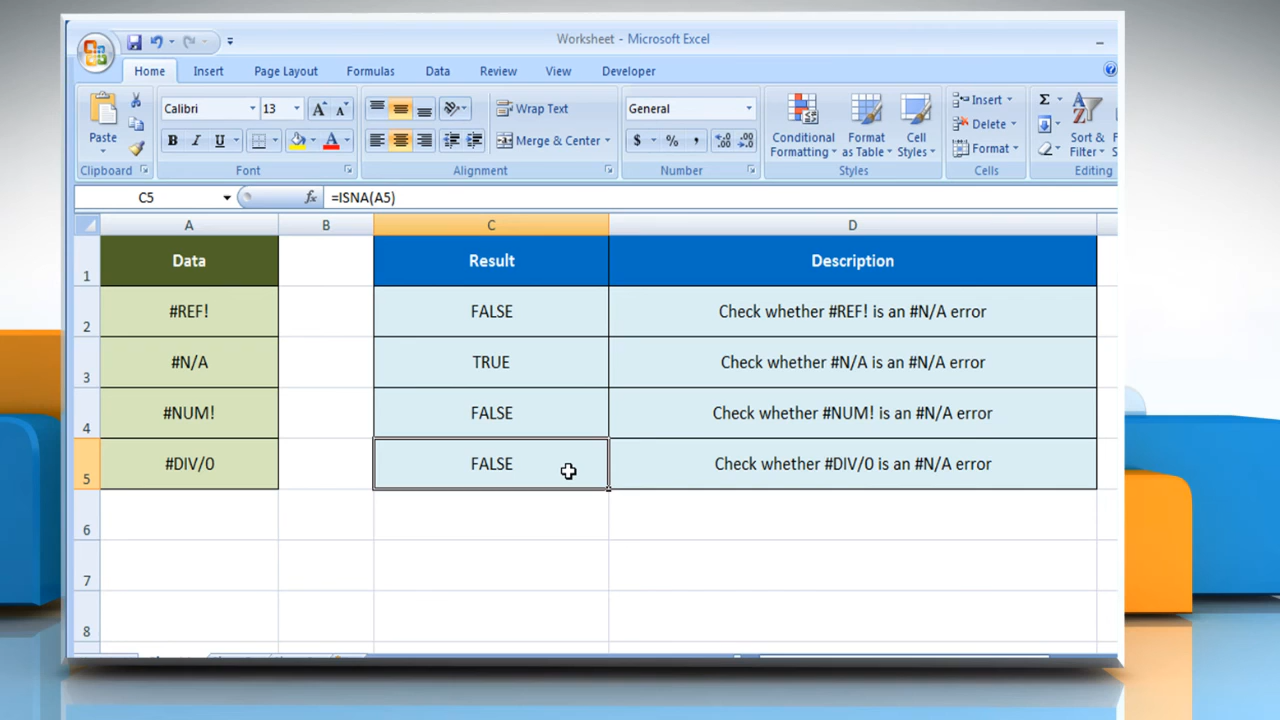 Worksheet - Microsoft Excel
Home Insert Page Layout Formulas Data Review View Developer
Calibri 13 Wrap Text General Insert Σ
Paste Conditional Formatting Format as Table Cell Styles Delete Sort & Filter
B I U A Merge & Center $ % , Format
Clipboard Font Alignment Number Styles Cells Editing
C5 fx =ISNA(A5)
A B C D
1 Data Result Description
2 #REF! FALSE Check whether #REF! is an #N/A error
3 #N/A TRUE Check whether #N/A is an #N/A error
4 #NUM! FALSE Check whether #NUM! is an #N/A error
5 #DIV/0 FALSE Check whether #DIV/0 is an #N/A error
6
7
8